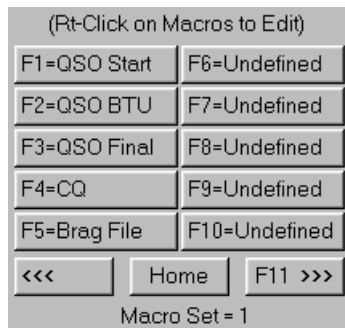 (Rt-Click on Macros to Edit)
F1=QSO Start F6=Undefined
F2=QSO BTU F7=Undefined
F3=QSO Final F8=Undefined
F4=CQ F9=Undefined
F5=Brag File F10=Undefined
<<< Home F11 >>>
Macro Set = 1